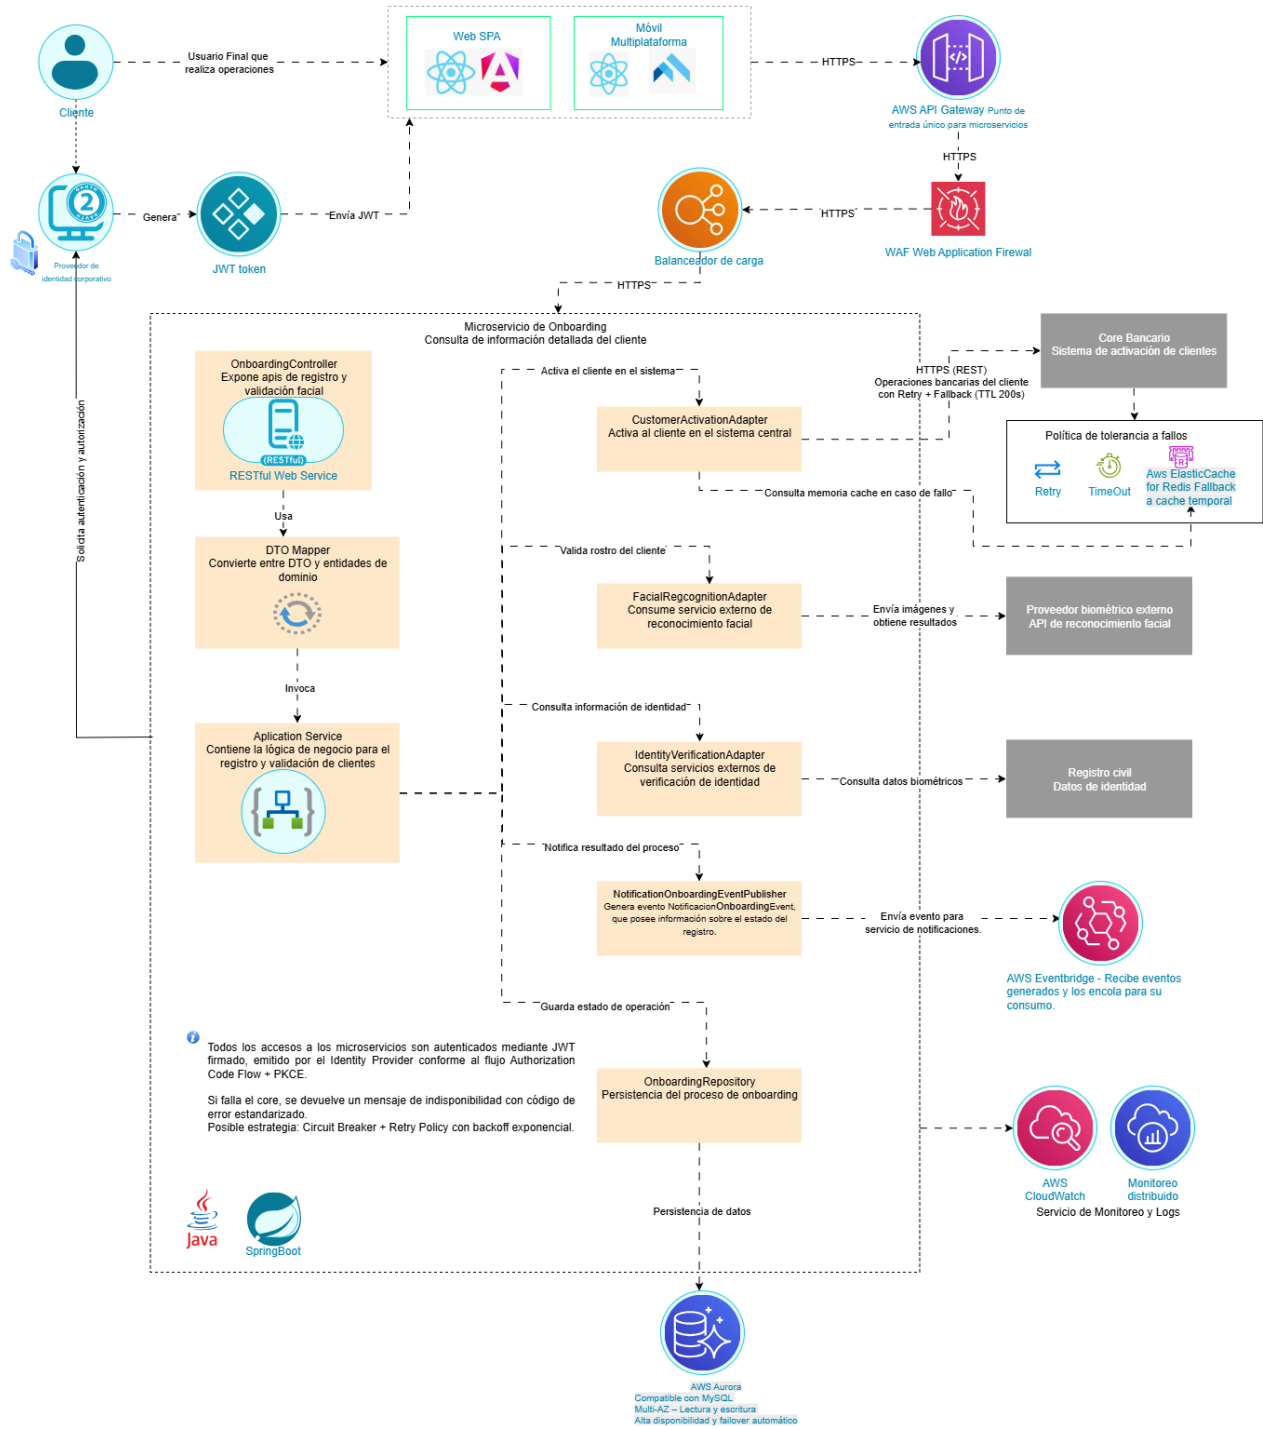 Web SPA
Móvil
Multiplataforma
Usuario Final que
realiza operaciones
HTTPS
Cliente
AWS API Gateway Punto de
entrada único para microservicios
HTTPS
OAUTH
2
Genera
Envía JWT
HTTPS
Proveedor de
identidad corporativo
JWT token
Balanceador de carga
WAF Web Application Firewal
HTTPS
Microservicio de Onboarding
Consulta de información detallada del cliente
OnboardingController
Expone apis de registro y
validación facial
{RESTful}
RESTful Web Service
Activa el cliente en el sistema
CustomerActivationAdapter
Activa al cliente en el sistema central
HTTPS (REST)
Operaciones bancarias del cliente
con Retry + Fallback (TTL 200s)
Core Bancario
Sistema de activación de clientes
Política de tolerancia a fallos
Retry
TimeOut
Aws ElasticCache
for Redis Fallback
a cache temporal
Consulta memoria cache en caso de fallo
Solicita autenticación y autorización
Usa
DTO Mapper
Convierte entre DTO y entidades de
dominio
Valida rostro del cliente
FacialRegcognitionAdapter
Consume servicio externo de
reconocimiento facial
Envía imágenes y
obtiene resultados
Proveedor biométrico externo
API de reconocimiento facial
Invoca
Consulta información de identidad
Aplication Service
Contiene la lógica de negocio para el
registro y validación de clientes
IdentityVerificationAdapter
Consulta servicios externos de
verificación de identidad
Consulta datos biométricos
Registro civil
Datos de identidad
Notifica resultado del proceso
NotificationOnboardingEventPublisher
Genera evento NotificacionOnboardingEvent,
que posee información sobre el estado del
registro.
Envía evento para
servicio de notificaciones.
AWS Eventbridge - Recibe eventos
generados y los encola para su
consumo.
Guarda estado de operación
Todos los accesos a los microservicios son autenticados mediante JWT
firmado, emitido por el Identity Provider conforme al flujo Authorization
Code Flow + PKCE.
Si falla el core, se devuelve un mensaje de indisponibilidad con código de
error estandarizado.
Posible estrategia: Circuit Breaker + Retry Policy con backoff exponencial.
OnboardingRepository
Persistencia del proceso de onboarding
AWS
CloudWatch
Monitoreo
distribuido
Servicio de Monitoreo y Logs
Java
SpringBoot
Persistencia de datos
AWS Aurora
Compatible con MySQL
Multi-AZ – Lectura y escritura
Alta disponibilidad y failover automático